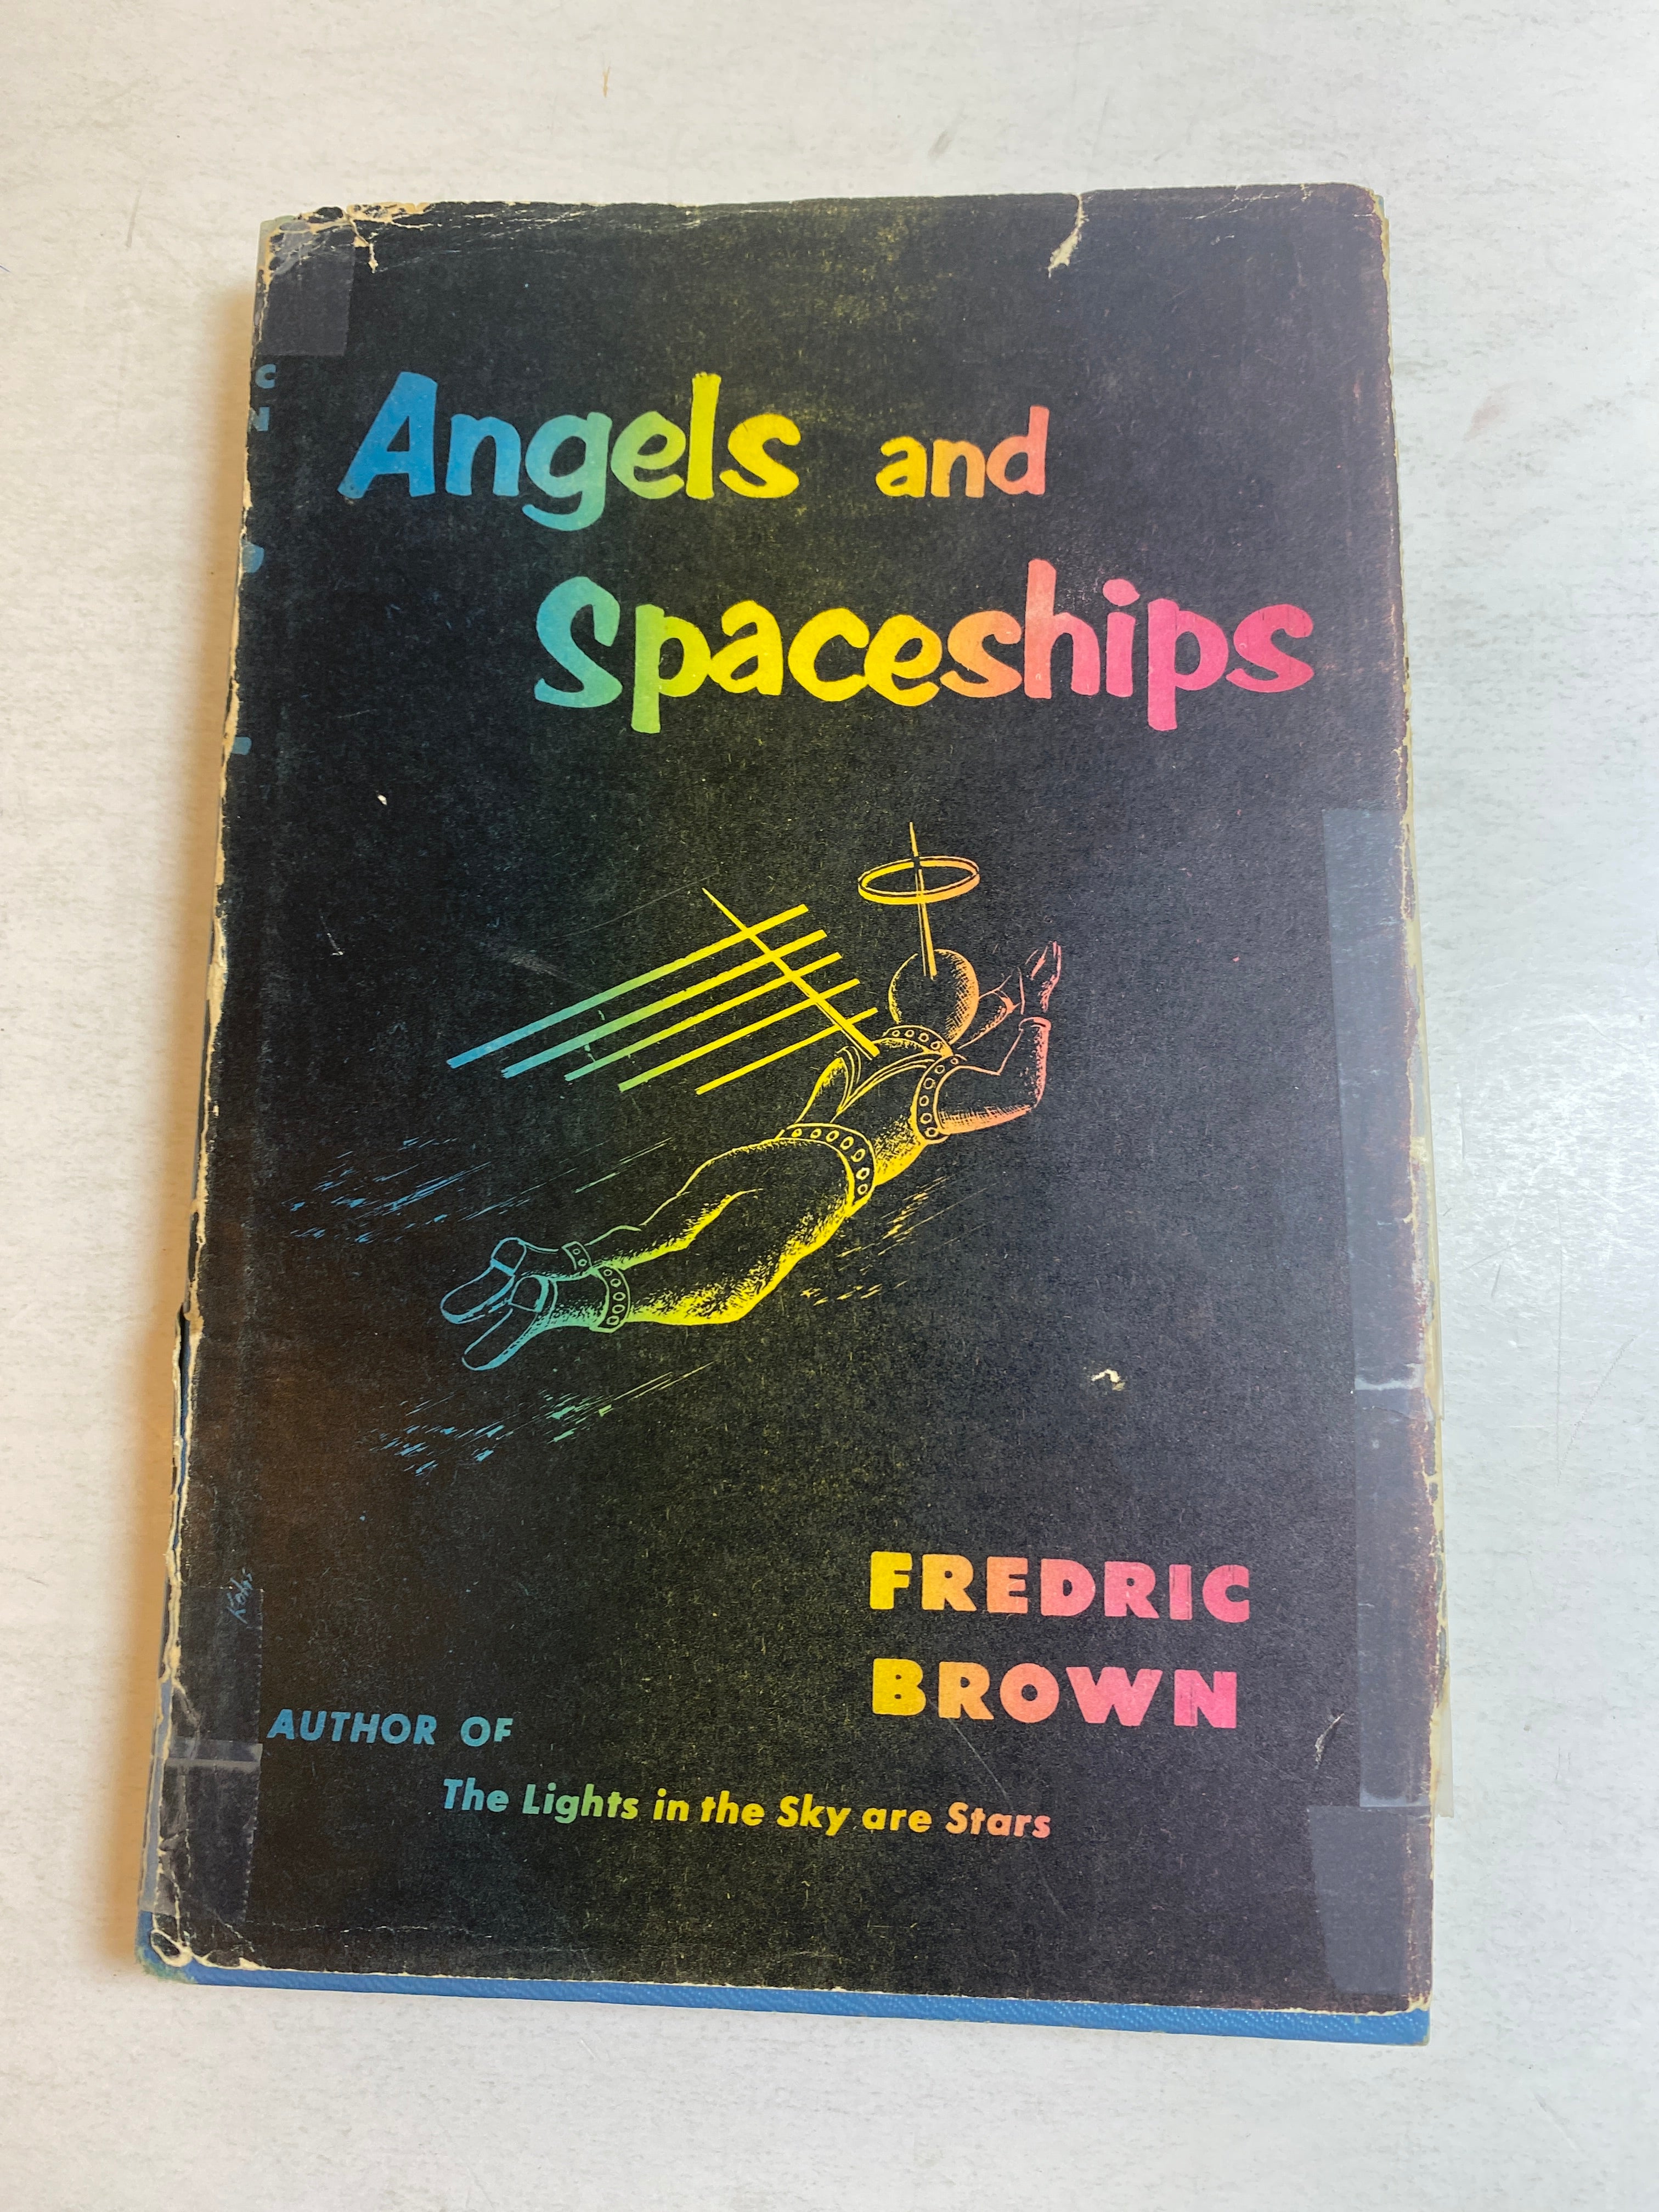 Angels and
Spaceships
FREDRIC
BROWN
AUTHOR OF
The Lights in the Sky are Stars
C
N